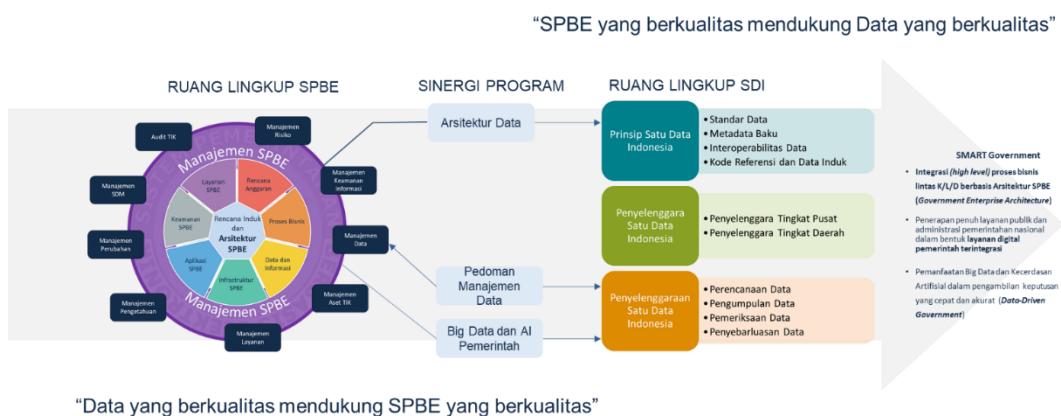 “SPBE yang berkualitas mendukung Data yang berkualitas”
RUANG LINGKUP SPBE
SINERGI PROGRAM
RUANG LINGKUP SDI
Audit TIK
Manajemen
Risiko
Manajemen
Keamanan
Informasi
Manajemen
Data
Manajemen
Aset TIK
Manajemen
Layanan
Manajemen
Pengetahuan
Manajemen
Perubahan
Manajemen
SDM
Manajemen SPBE
Layanan
SPBE
Rencana
Anggaran
Proses Bisnis
Data dan
Informasi
Infrastruktur
SPBE
Aplikasi
SPBE
Keamanan
SPBE
Rencana Induk
dan
Arsitektur
SPBE
Manajemen SPBE
Arsitektur Data
Pedoman
Manajemen
Data
Big Data dan AI
Pemerintah
Prinsip Satu Data
Indonesia
• Standar Data
• Metadata Baku
• Interoperabilitas Data
• Kode Referensi dan Data Induk
Penyelenggara
Satu Data
Indonesia
• Penyelenggara Tingkat Pusat
• Penyelenggara Tingkat Daerah
Penyelenggaraan
Satu Data
Indonesia
• Perencanaan Data
• Pengumpulan Data
• Pemeriksaan Data
• Penyebarluasan Data
SMART Government
• Integrasi (high level) proses bisnis
lintas K/L/D berbasis Arsitektur SPBE
(Government Enterprise Architecture)
• Penerapan penuh layanan publik dan
administrasi pemerintahan nasional
dalam bentuk layanan digital
pemerintah terintegrasi
• Pemanfaatan Big Data dan Kecerdasan
Artifisial dalam pengambilan keputusan
yang cepat dan akurat (Data-Driven
Government)
“Data yang berkualitas mendukung SPBE yang berkualitas”